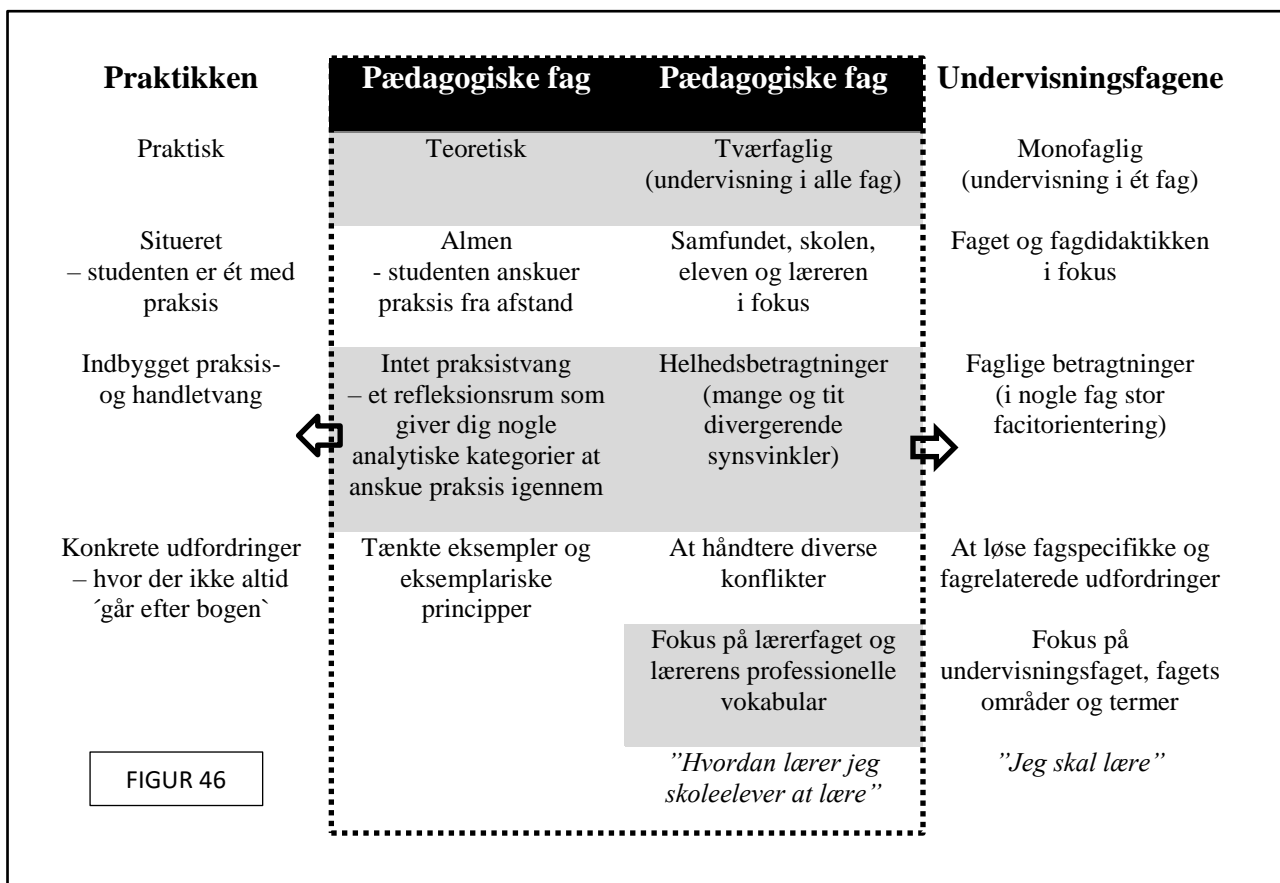 Praktikken
Pædagogiske fag
Pædagogiske fag
Undervisningsfagene
Praktisk
Teoretisk
Tværfaglig
(undervisning i alle fag)
Monofaglig
(undervisning i ét fag)
Situeret
– studenten er ét med
praksis
Almen
- studenten anskuer
praksis fra afstand
Samfundet, skolen,
eleven og læreren
i fokus
Faget og fagdidaktikken
i fokus
Indbygget praksis-
og handletvang
Intet praksistvang
– et refleksionsrum som
giver dig nogle
analytiske kategorier at
anskue praksis igennem
Helhedsbetragtninger
(mange og tit
divergerende
synsvinkler)
Faglige betragtninger
(i nogle fag stor
facitorientering)
Konkrete udfordringer
– hvor der ikke altid
´går efter bogen`
Tænkte eksempler og
eksemplariske
principper
At håndtere diverse
konflikter
At løse fagspecifikke og
fagrelaterede udfordringer
Fokus på lærerfaget og
lærerens professionelle
vokabular
Fokus på
undervisningsfaget, fagets
områder og termer
”Hvordan lærer jeg
skoleelever at lære”
”Jeg skal lære”
FIGUR 46